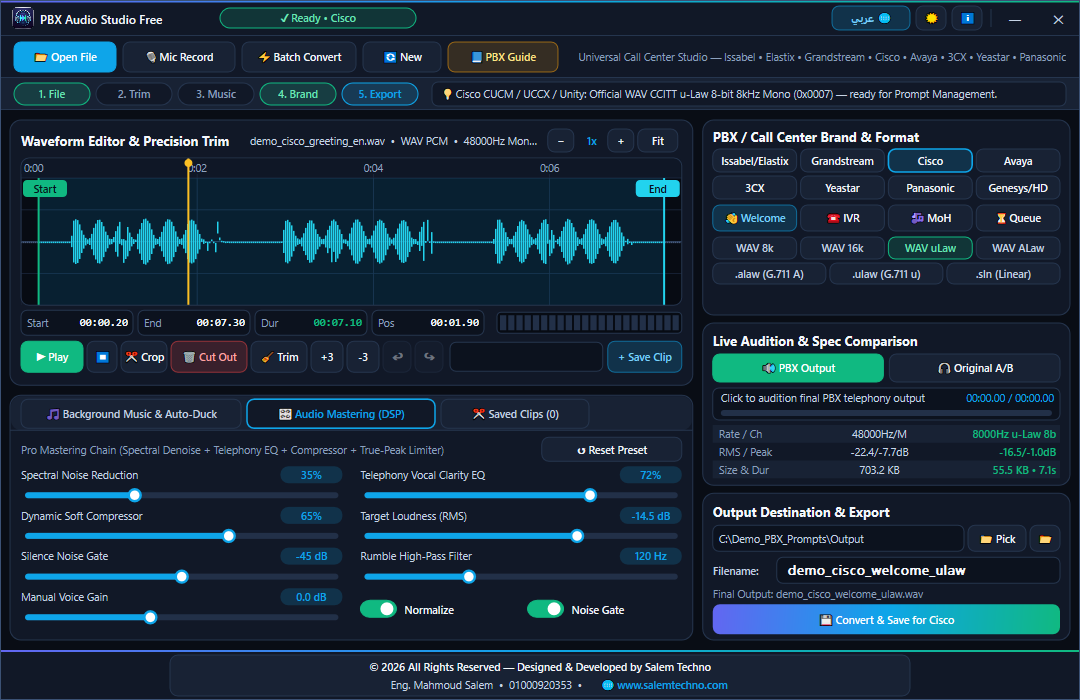 PBX Audio Studio Free
✓ Ready • Cisco
عربي
Open File
Mic Record
Batch Convert
New
PBX Guide
Universal Call Center Studio — Issabel • Elastix • Grandstream • Cisco • Avaya • 3CX • Yeastar • Panasonic
1. File
2. Trim
3. Music
4. Brand
5. Export
Cisco CUCM / UCCX / Unity: Official WAV CCITT u-Law 8-bit 8kHz Mono (0x0007) — ready for Prompt Management.
Waveform Editor & Precision Trim
demo_cisco_greeting_en.wav • WAV PCM • 48000Hz Mon...
− 1x + Fit
0:00 0:02 0:04 0:06
Start End
Start 00:00.20 End 00:07.30 Dur 00:07.10 Pos 00:01.90
Play
Crop
Cut Out
Trim
+3
-3
+ Save Clip
Background Music & Auto-Duck
Audio Mastering (DSP)
Saved Clips (0)
Pro Mastering Chain (Spectral Denoise + Telephony EQ + Compressor + True-Peak Limiter)
↺ Reset Preset
Spectral Noise Reduction 35%
Telephony Vocal Clarity EQ 72%
Dynamic Soft Compressor 65%
Target Loudness (RMS) -14.5 dB
Silence Noise Gate -45 dB
Rumble High-Pass Filter 120 Hz
Manual Voice Gain 0.0 dB
Normalize
Noise Gate
PBX / Call Center Brand & Format
Issabel/Elastix Grandstream Cisco Avaya
3CX Yeastar Panasonic Genesys/HD
Welcome IVR MoH Queue
WAV 8k WAV 16k WAV uLaw WAV ALaw
.alaw (G.711 A) .ulaw (G.711 u) .sln (Linear)
Live Audition & Spec Comparison
PBX Output
Original A/B
Click to audition final PBX telephony output 00:00.00 / 00:00.00
Rate / Ch 48000Hz/M 8000Hz u-Law 8b
RMS / Peak -22.4/-7.7dB -16.5/-1.0dB
Size & Dur 703.2 KB 55.5 KB • 7.1s
Output Destination & Export
C:\Demo_PBX_Prompts\Output
Pick
Filename: demo_cisco_welcome_ulaw
Final Output: demo_cisco_welcome_ulaw.wav
Convert & Save for Cisco
© 2026 All Rights Reserved — Designed & Developed by Salem Techno
Eng. Mahmoud Salem • 01000920353 • www.salemtechno.com